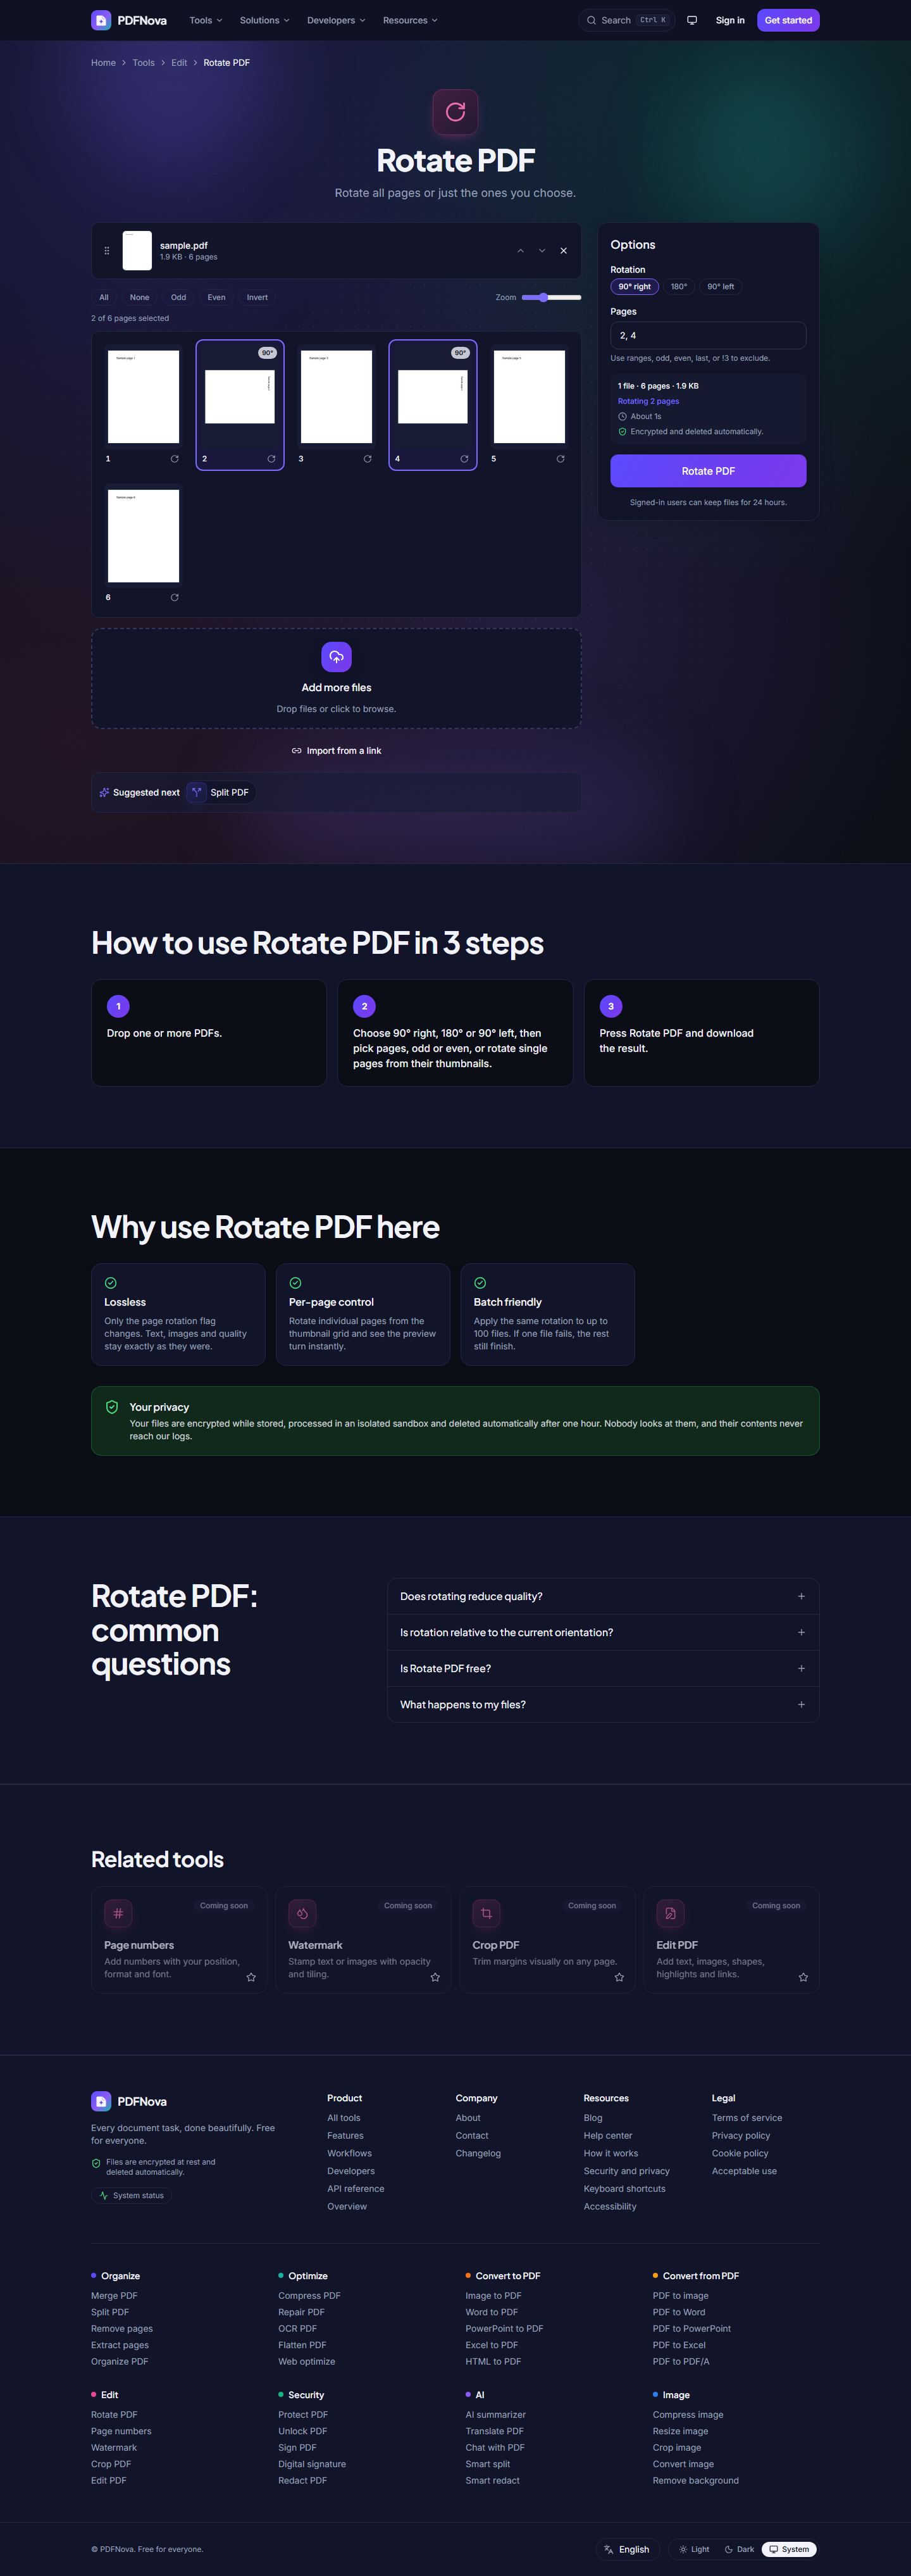 PDFNova
Tools
Solutions
Developers
Resources
Search
Ctrl K
Sign in
Get started
Home > Tools > Edit > Rotate PDF
Rotate PDF
Rotate all pages or just the ones you choose.
sample.pdf
1.9 KB · 6 pages
All
None
Odd
Even
Invert
Zoom
2 of 6 pages selected
Sample page 1
1
90°
2
3
90°
4
5
6
Add more files
Drop files or click to browse.
Import from a link
Suggested next
Split PDF
Options
Rotation
90° right
180°
90° left
Pages
2, 4
Use ranges, odd, even, last, or !3 to exclude.
1 file · 6 pages · 1.9 KB
Rotating 2 pages
About 1s
Encrypted and deleted automatically.
Rotate PDF
Signed-in users can keep files for 24 hours.
How to use Rotate PDF in 3 steps
1
Drop one or more PDFs.
2
Choose 90° right, 180° or 90° left, then
pick pages, odd or even, or rotate single
pages from their thumbnails.
3
Press Rotate PDF and download
the result.
Why use Rotate PDF here
Lossless
Only the page rotation flag
changes. Text, images and quality
stay exactly as they were.
Per-page control
Rotate individual pages from the
thumbnail grid and see the preview
turn instantly.
Batch friendly
Apply the same rotation to up to
100 files. If one file fails, the rest
still finish.
Your privacy
Your files are encrypted while stored, processed in an isolated sandbox and deleted automatically after one hour. Nobody looks at them, and their contents never
reach our logs.
Rotate PDF:
common
questions
Does rotating reduce quality?
Is rotation relative to the current orientation?
Is Rotate PDF free?
What happens to my files?
Related tools
Coming soon
Page numbers
Add numbers with your position,
format and font.
Coming soon
Watermark
Stamp text or images with opacity
and tiling.
Coming soon
Crop PDF
Trim margins visually on any page.
Coming soon
Edit PDF
Add text, images, shapes,
highlights and links.
PDFNova
Every document task, done beautifully. Free
for everyone.
Files are encrypted at rest and
deleted automatically.
System status
Product
All tools
Features
Workflows
Developers
API reference
Overview
Company
About
Contact
Changelog
Resources
Blog
Help center
How it works
Security and privacy
Keyboard shortcuts
Accessibility
Legal
Terms of service
Privacy policy
Cookie policy
Acceptable use
Organize
Merge PDF
Split PDF
Remove pages
Extract pages
Organize PDF
Optimize
Compress PDF
Repair PDF
OCR PDF
Flatten PDF
Web optimize
Convert to PDF
Image to PDF
Word to PDF
PowerPoint to PDF
Excel to PDF
HTML to PDF
Convert from PDF
PDF to image
PDF to Word
PDF to PowerPoint
PDF to Excel
PDF to PDF/A
Edit
Rotate PDF
Page numbers
Watermark
Crop PDF
Edit PDF
Security
Protect PDF
Unlock PDF
Sign PDF
Digital signature
Redact PDF
AI
AI summarizer
Translate PDF
Chat with PDF
Smart split
Smart redact
Image
Compress image
Resize image
Crop image
Convert image
Remove background
© PDFNova. Free for everyone.
English
Light
Dark
System